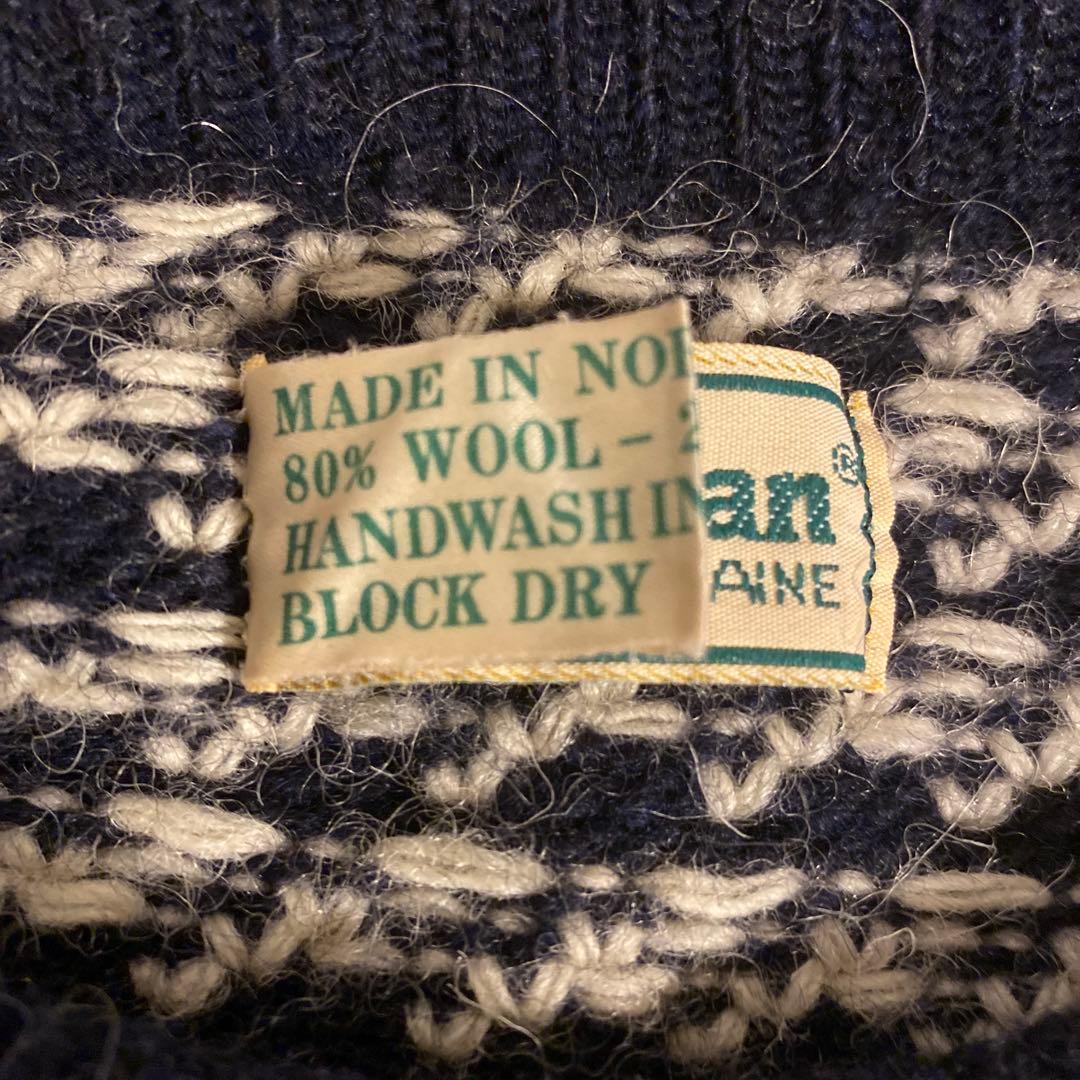 MADE IN NOR
80% WOOL – 2
HANDWASH IN
BLOCK DRY
an®
AINE